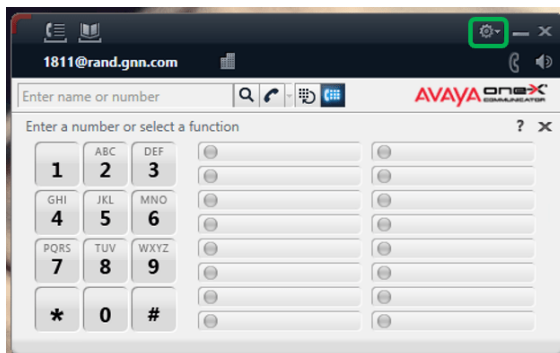 1811@rand.gnn.com
Enter name or number
AVAYA one-X COMMUNICATOR
Enter a number or select a function ?
1 ABC 2 DEF 3
GHI 4 JKL 5 MNO 6
PQRS 7 TUV 8 WXYZ 9
* 0 #